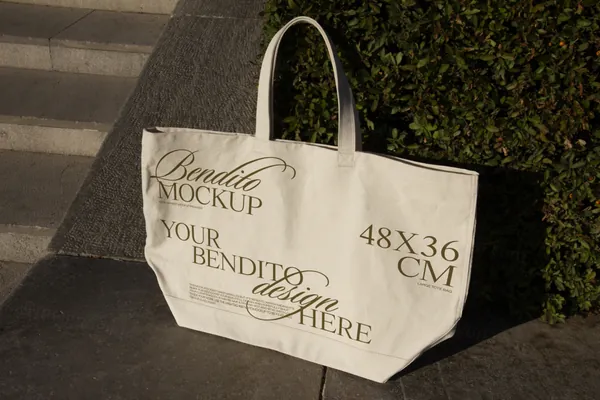 Bendito
MOCKUP
YOUR
BENDITO
design
HERE
48X36
CM